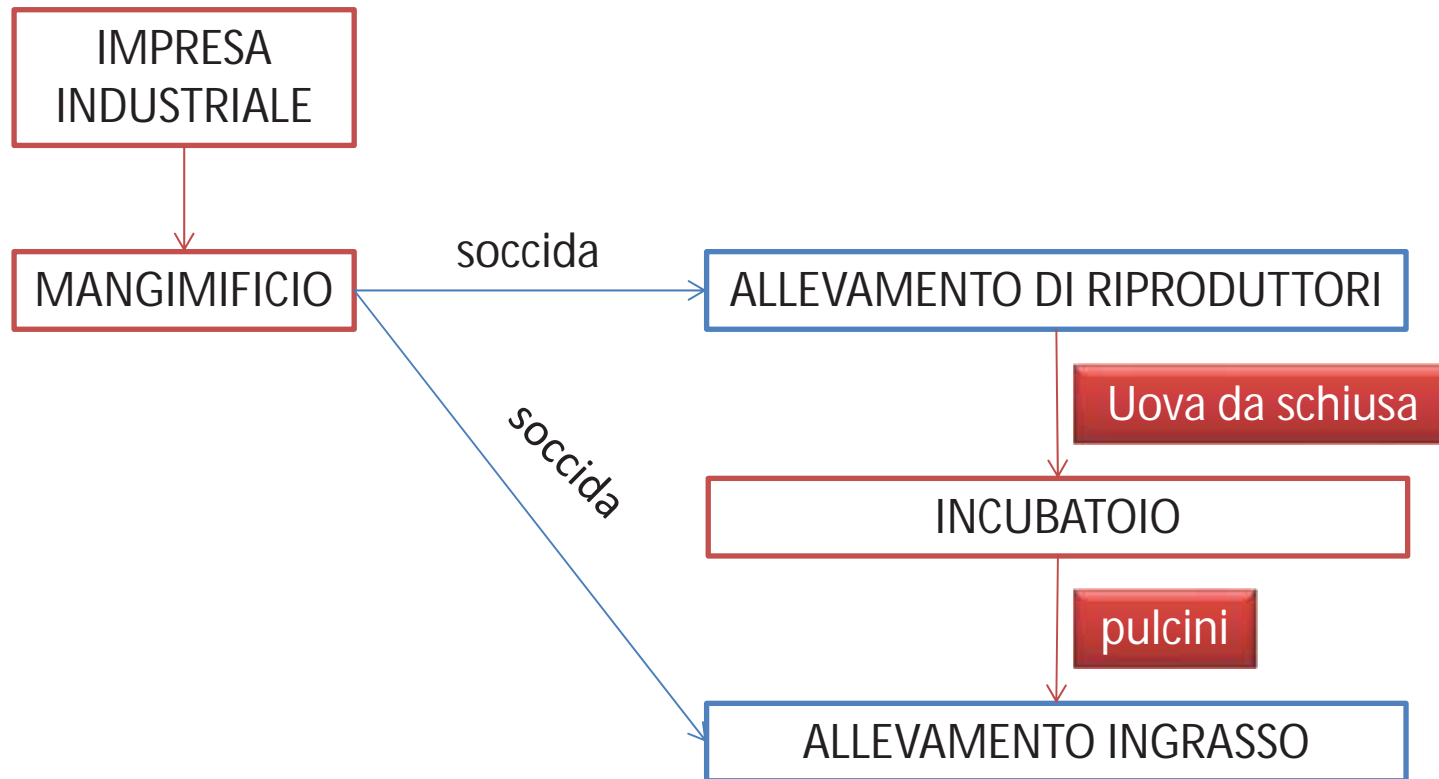 IMPRESA
INDUSTRIALE
MANGIMIFICIO
soccida
ALLEVAMENTO DI RIPRODUTTORI
Uova da schiusa
soccida
INCUBATOIO
pulcini
ALLEVAMENTO INGRASSO